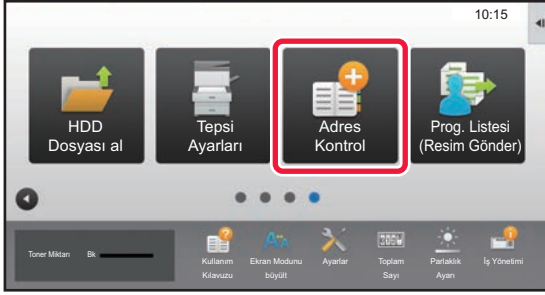 10:15
HDD
Dosyası al
Tepsi
Ayarları
Adres
Kontrol
Prog. Listesi
(Resim Gönder)
Toner Miktarı
Bk
Kullanım
Kılavuzu
Ekran Modunu
büyült
Ayarlar
Toplam
Sayı
Parlaklık
Ayarı
İş Yönetimi